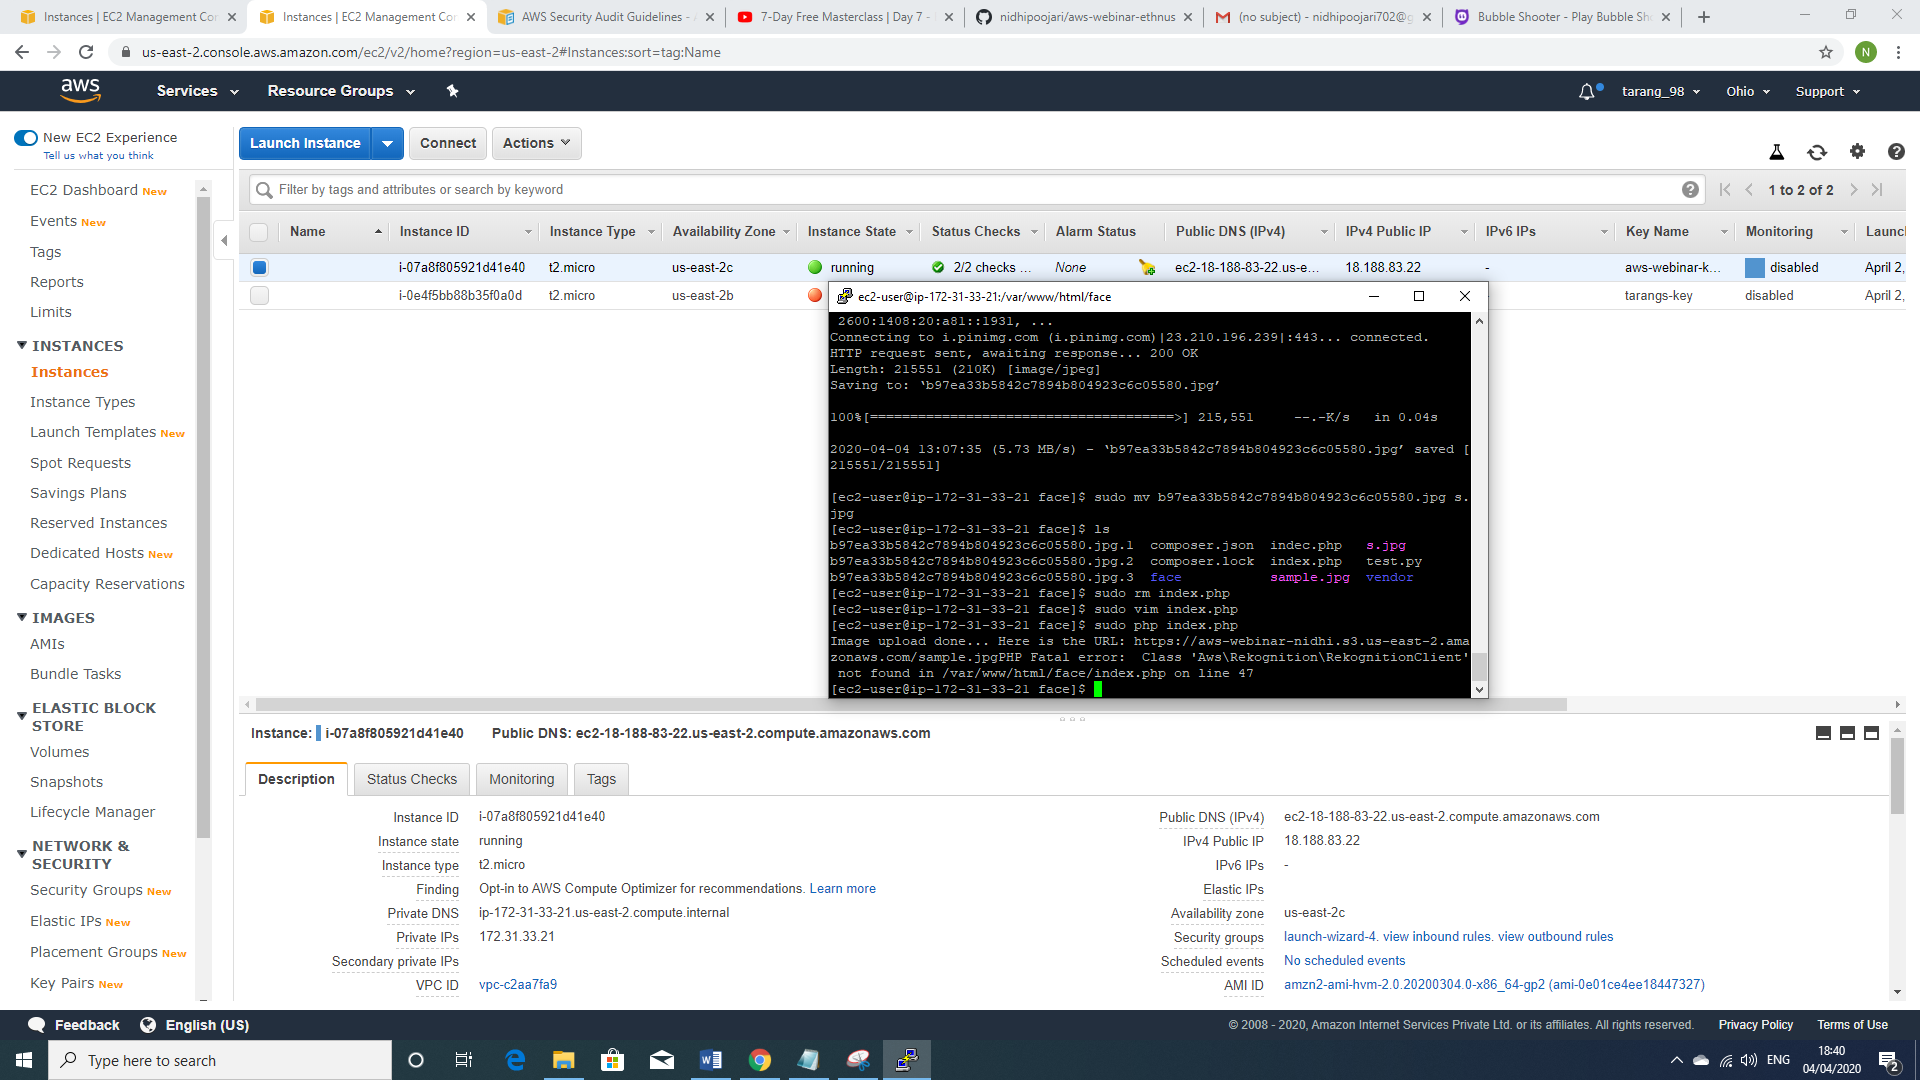 Instances | EC2 Management Con
Instances | EC2 Management Con
AWS Security Audit Guidelines - A
7-Day Free Masterclass | Day 7 -
nidhipoojari/aws-webinar-ethnus
(no subject) - nidhipoojari702@g
Bubble Shooter - Play Bubble Sh
us-east-2.console.aws.amazon.com/ec2/v2/home?region=us-east-2#Instances:sort=tag:Name
N
aws
Services
Resource Groups
tarang_98
Ohio
Support
New EC2 Experience
Tell us what you think
Launch Instance
Connect
Actions
EC2 Dashboard New
Events New
Tags
Reports
Limits
INSTANCES
Instances
Instance Types
Launch Templates New
Spot Requests
Savings Plans
Reserved Instances
Dedicated Hosts New
Capacity Reservations
IMAGES
AMIs
Bundle Tasks
ELASTIC BLOCK
STORE
Volumes
Snapshots
Lifecycle Manager
NETWORK &
SECURITY
Security Groups New
Elastic IPs New
Placement Groups New
Key Pairs New
Filter by tags and attributes or search by keyword
1 to 2 of 2
Name Instance ID Instance Type Availability Zone Instance State Status Checks Alarm Status Public DNS (IPv4) IPv4 Public IP IPv6 IPs Key Name Monitoring Launc
i-07a8f805921d41e40 t2.micro us-east-2c running 2/2 checks ... None ec2-18-188-83-22.us-e... 18.188.83.22 - aws-webinar-k... disabled April 2,
i-0e4f5bb88b35f0a0d t2.micro us-east-2b tarangs-key disabled April 2,
ec2-user@ip-172-31-33-21:/var/www/html/face
2600:1408:20:a81::1931, ...
Connecting to i.pinimg.com (i.pinimg.com)|23.210.196.239|:443... connected.
HTTP request sent, awaiting response... 200 OK
Length: 215551 (210K) [image/jpeg]
Saving to: ‘b97ea33b5842c7894b804923c6c05580.jpg’
100%[======================================>] 215,551 --.-K/s in 0.04s
2020-04-04 13:07:35 (5.73 MB/s) - ‘b97ea33b5842c7894b804923c6c05580.jpg’ saved [
215551/215551]
[ec2-user@ip-172-31-33-21 face]$ sudo mv b97ea33b5842c7894b804923c6c05580.jpg s.
jpg
[ec2-user@ip-172-31-33-21 face]$ ls
b97ea33b5842c7894b804923c6c05580.jpg.1 composer.json indec.php s.jpg
b97ea33b5842c7894b804923c6c05580.jpg.2 composer.lock index.php test.py
b97ea33b5842c7894b804923c6c05580.jpg.3 face sample.jpg vendor
[ec2-user@ip-172-31-33-21 face]$ sudo rm index.php
[ec2-user@ip-172-31-33-21 face]$ sudo vim index.php
[ec2-user@ip-172-31-33-21 face]$ sudo php index.php
Image upload done... Here is the URL: https://aws-webinar-nidhi.s3.us-east-2.ama
zonaws.com/sample.jpgPHP Fatal error:  Class 'Aws\Rekognition\RekognitionClient'
not found in /var/www/html/face/index.php on line 47
[ec2-user@ip-172-31-33-21 face]$
Instance: i-07a8f805921d41e40 Public DNS: ec2-18-188-83-22.us-east-2.compute.amazonaws.com
Description
Status Checks
Monitoring
Tags
Instance ID i-07a8f805921d41e40
Instance state running
Instance type t2.micro
Finding Opt-in to AWS Compute Optimizer for recommendations. Learn more
Private DNS ip-172-31-33-21.us-east-2.compute.internal
Private IPs 172.31.33.21
Secondary private IPs
VPC ID vpc-c2aa7fa9
Public DNS (IPv4) ec2-18-188-83-22.us-east-2.compute.amazonaws.com
IPv4 Public IP 18.188.83.22
IPv6 IPs -
Elastic IPs
Availability zone us-east-2c
Security groups launch-wizard-4. view inbound rules. view outbound rules
Scheduled events No scheduled events
AMI ID amzn2-ami-hvm-2.0.20200304.0-x86_64-gp2 (ami-0e01ce4ee18447327)
Feedback
English (US)
© 2008 - 2020, Amazon Internet Services Private Ltd. or its affiliates. All rights reserved.
Privacy Policy
Terms of Use
Type here to search
ENG
18:40
04/04/2020
2